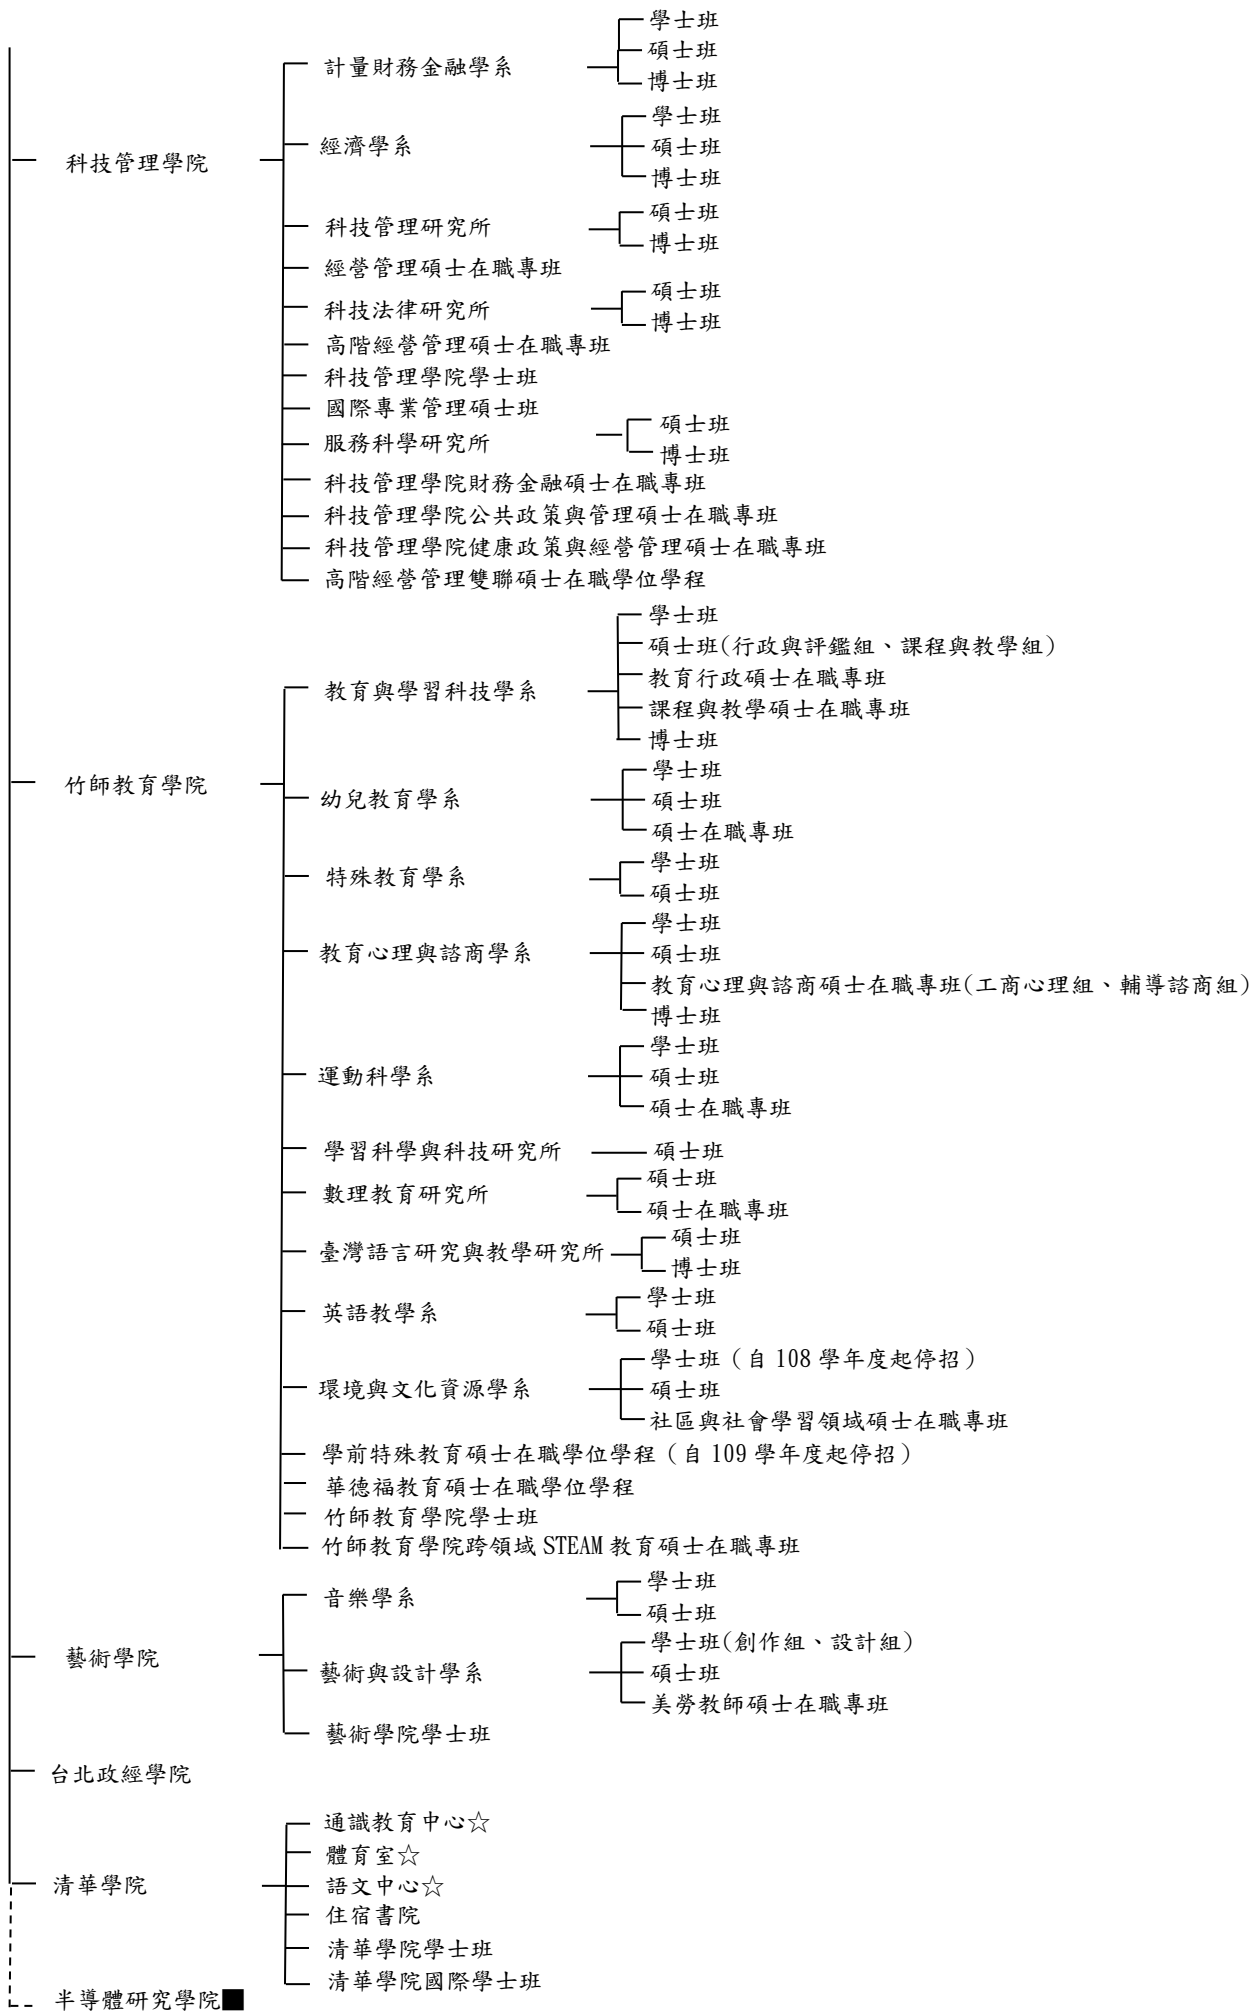 科技管理學院
計量財務金融學系
學士班
碩士班
博士班
經濟學系
學士班
碩士班
博士班
科技管理研究所
碩士班
博士班
經營管理碩士在職專班
科技法律研究所
碩士班
博士班
高階經營管理碩士在職專班
科技管理學院學士班
國際專業管理碩士班
服務科學研究所
碩士班
博士班
科技管理學院財務金融碩士在職專班
科技管理學院公共政策與管理碩士在職專班
科技管理學院健康政策與經營管理碩士在職專班
高階經營管理雙聯碩士在職學位學程
竹師教育學院
教育與學習科技學系
學士班
碩士班(行政與評鑑組、課程與教學組)
教育行政碩士在職專班
課程與教學碩士在職專班
博士班
幼兒教育學系
學士班
碩士班
碩士在職專班
特殊教育學系
學士班
碩士班
教育心理與諮商學系
學士班
碩士班
教育心理與諮商碩士在職專班(工商心理組、輔導諮商組)
博士班
運動科學系
學士班
碩士班
碩士在職專班
學習科學與科技研究所
碩士班
數理教育研究所
碩士班
碩士在職專班
臺灣語言研究與教學研究所
碩士班
博士班
英語教學系
學士班
碩士班
環境與文化資源學系
學士班（自 108 學年度起停招）
碩士班
社區與社會學習領域碩士在職專班
學前特殊教育碩士在職學位學程（自 109 學年度起停招）
華德福教育碩士在職學位學程
竹師教育學院學士班
竹師教育學院跨領域 STEAM 教育碩士在職專班
藝術學院
音樂學系
學士班
碩士班
藝術與設計學系
學士班(創作組、設計組)
碩士班
美勞教師碩士在職專班
藝術學院學士班
台北政經學院
清華學院
通識教育中心☆
體育室☆
語文中心☆
住宿書院
清華學院學士班
清華學院國際學士班
半導體研究學院■